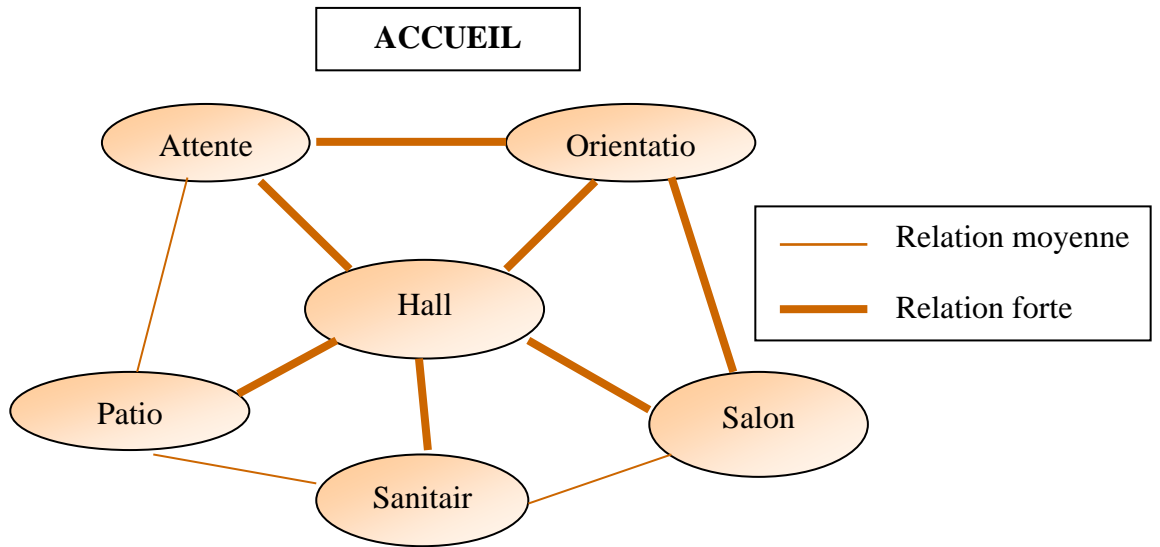 ACCUEIL
Attente
Orientatio
Relation moyenne
Hall
Relation forte
Patio
Salon
Sanitair